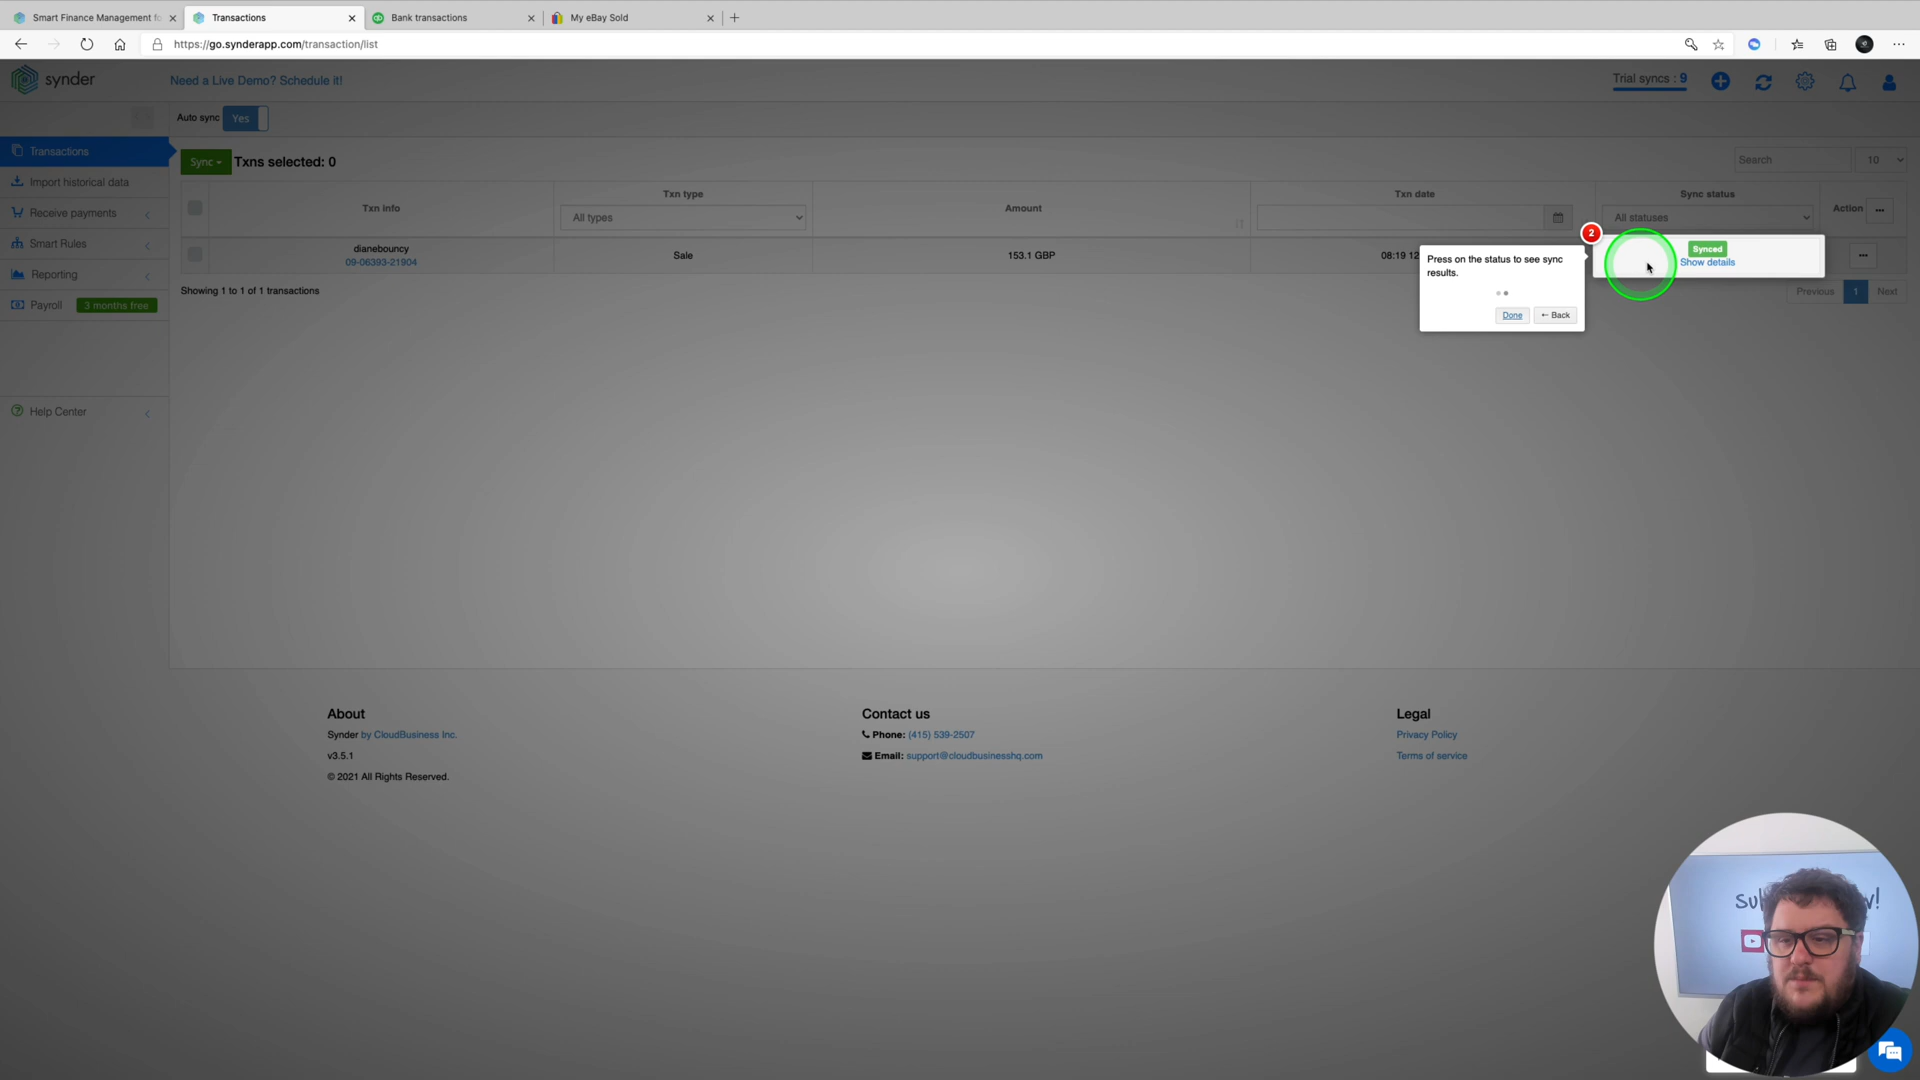 Smart Finance Management fo
Transactions
Bank transactions
My eBay Sold
https://go.synderapp.com/transaction/list
synder
Need a Live Demo? Schedule it!
Trial syncs : 9
Auto sync
Yes
Transactions
Import historical data
Receive payments
Smart Rules
Reporting
Payroll
3 months free
Help Center
Sync
Txns selected: 0
Search
10
Txn info
Txn type
All types
Amount
Txn date
Sync status
All statuses
Action
dianebouncy
09-06393-21904
Sale
153.1 GBP
08:19 12
2
Synced
Show details
Press on the status to see sync
results.
Done
← Back
Showing 1 to 1 of 1 transactions
Previous
1
Next
About
Synder by CloudBusiness Inc.
v3.5.1
© 2021 All Rights Reserved.
Contact us
Phone: (415) 539-2507
Email: support@cloudbusinesshq.com
Legal
Privacy Policy
Terms of service